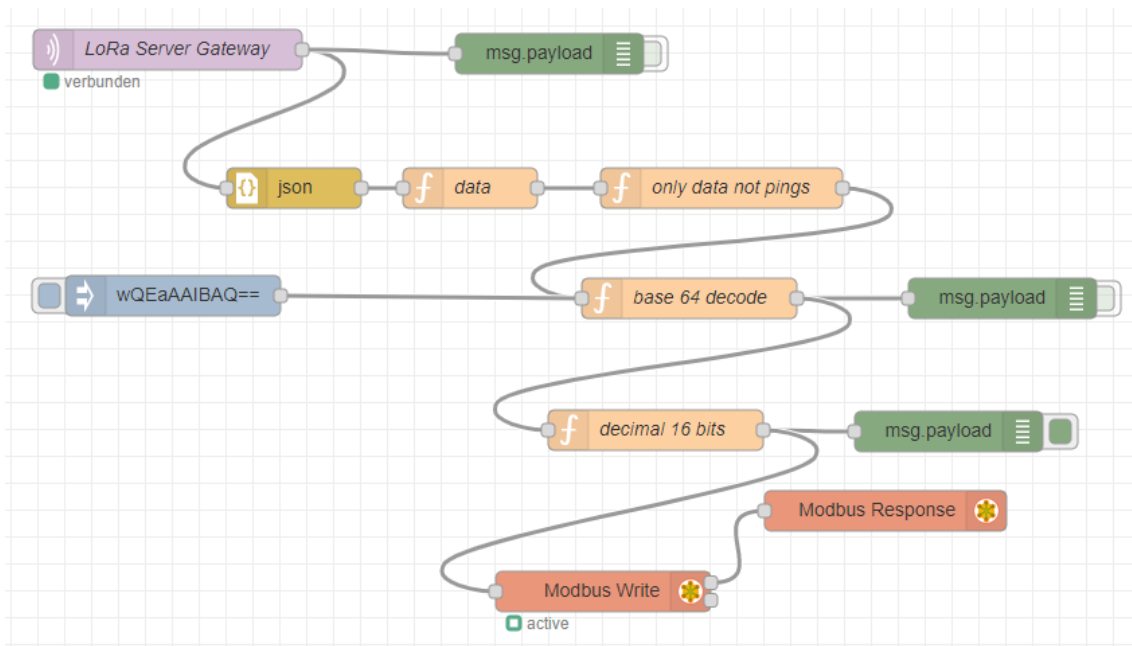 LoRa Server Gateway
msg.payload
verbunden
json
data
only data not pings
wQEaAAIBAQ==
base 64 decode
msg.payload
decimal 16 bits
msg.payload
Modbus Response
Modbus Write
active